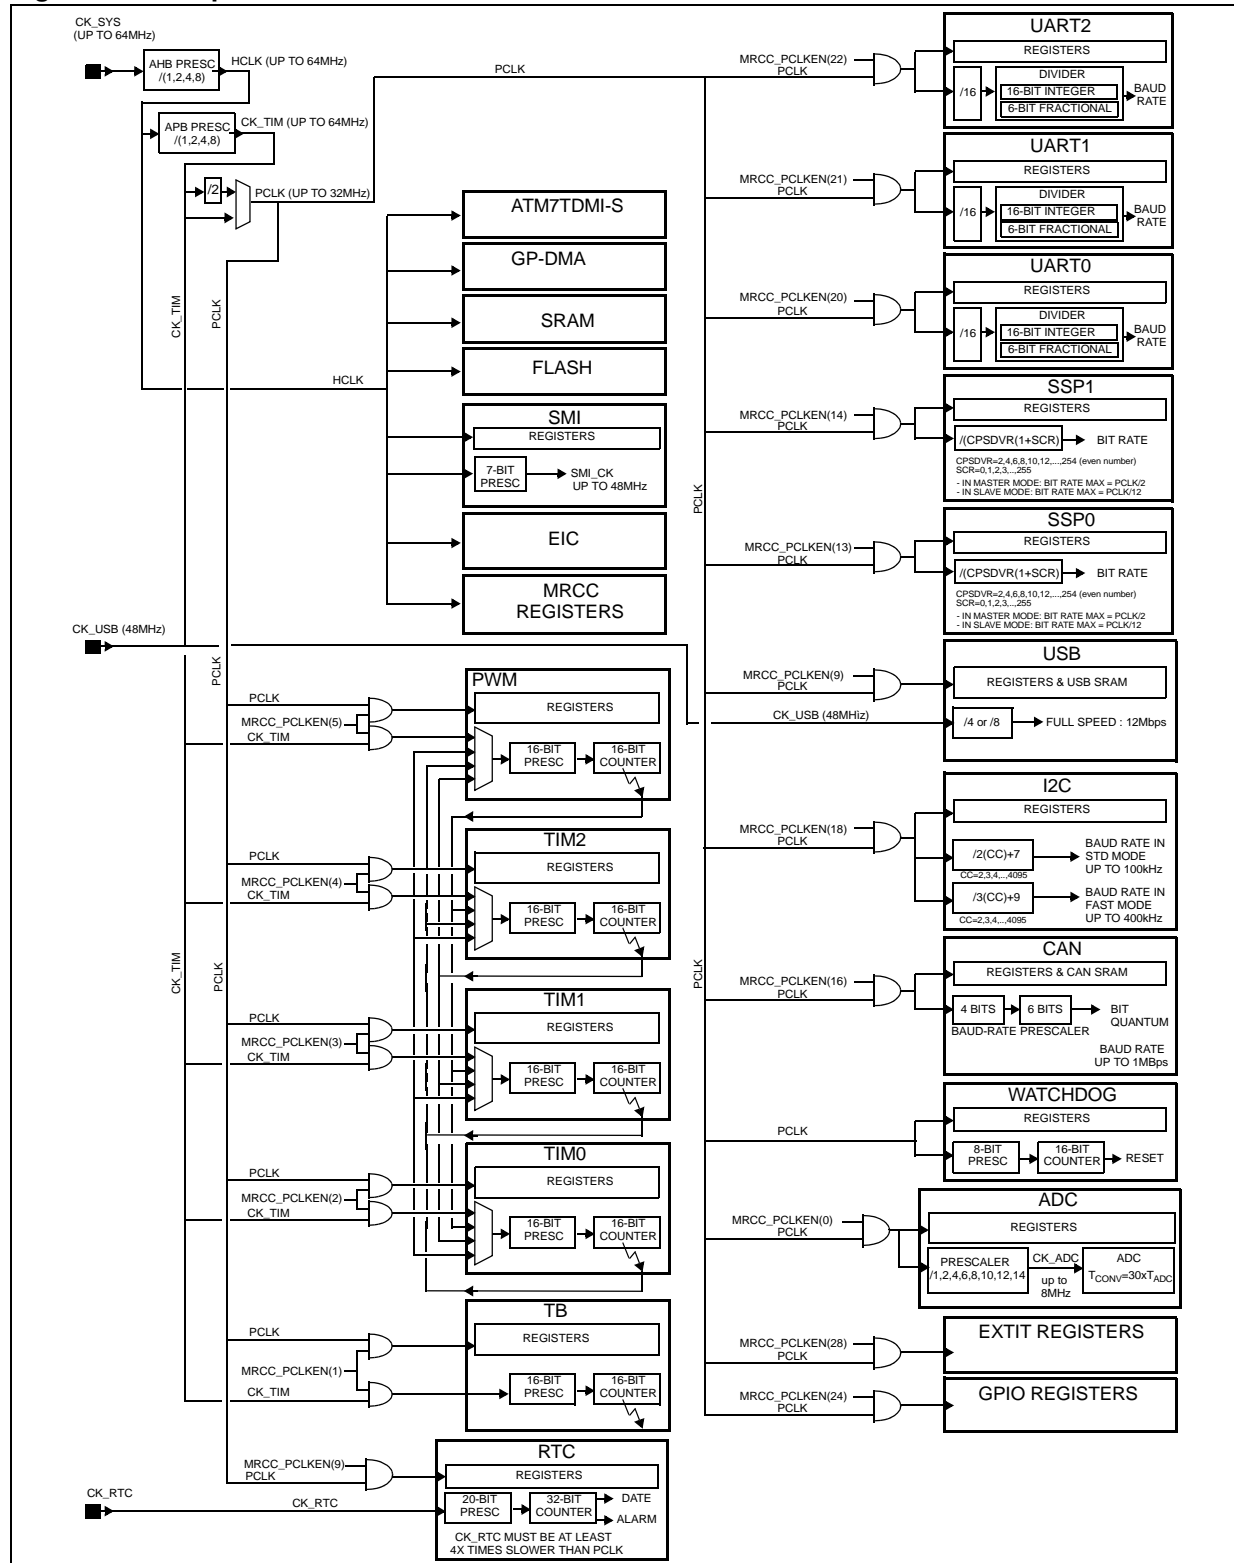 CK_SYS
(UP TO 64MHz)
AHB PRESC
/(1,2,4,8)
HCLK (UP TO 64MHz)
APB PRESC
/(1,2,4,8)
CK_TIM (UP TO 64MHz)
/2
PCLK (UP TO 32MHz)
PCLK
CK_TIM
PCLK
HCLK
ATM7TDMI-S
GP-DMA
SRAM
FLASH
SMI
REGISTERS
7-BIT
PRESC
SMI_CK
UP TO 48MHz
EIC
MRCC
REGISTERS
CK_USB (48MHz)
PCLK
PWM
PCLK
MRCC_PCLKEN(5)
CK_TIM
REGISTERS
16-BIT
PRESC
16-BIT
COUNTER
TIM2
PCLK
MRCC_PCLKEN(4)
CK_TIM
REGISTERS
16-BIT
PRESC
16-BIT
COUNTER
CK_TIM
PCLK
TIM1
PCLK
MRCC_PCLKEN(3)
CK_TIM
REGISTERS
16-BIT
PRESC
16-BIT
COUNTER
TIM0
PCLK
MRCC_PCLKEN(2)
CK_TIM
REGISTERS
16-BIT
PRESC
16-BIT
COUNTER
TB
PCLK
MRCC_PCLKEN(1)
CK_TIM
REGISTERS
16-BIT
PRESC
16-BIT
COUNTER
RTC
MRCC_PCLKEN(9)
PCLK
REGISTERS
CK_RTC
CK_RTC
20-BIT
PRESC
32-BIT
COUNTER
DATE
ALARM
CK_RTC MUST BE AT LEAST
4X TIMES SLOWER THAN PCLK
UART2
MRCC_PCLKEN(22)
PCLK
REGISTERS
/16
DIVIDER
16-BIT INTEGER
6-BIT FRACTIONAL
BAUD
RATE
UART1
MRCC_PCLKEN(21)
PCLK
REGISTERS
/16
DIVIDER
16-BIT INTEGER
6-BIT FRACTIONAL
BAUD
RATE
UART0
MRCC_PCLKEN(20)
PCLK
REGISTERS
/16
DIVIDER
16-BIT INTEGER
6-BIT FRACTIONAL
BAUD
RATE
SSP1
MRCC_PCLKEN(14)
PCLK
REGISTERS
/(CPSDVR(1+SCR)
BIT RATE
CPSDVR=2,4,6,8,10,12,...,254 (even number)
SCR=0,1,2,3,..,255
- IN MASTER MODE: BIT RATE MAX = PCLK/2
- IN SLAVE MODE: BIT RATE MAX = PCLK/12
PCLK
SSP0
MRCC_PCLKEN(13)
PCLK
REGISTERS
/(CPSDVR(1+SCR)
BIT RATE
CPSDVR=2,4,6,8,10,12,...,254 (even number)
SCR=0,1,2,3,..,255
- IN MASTER MODE: BIT RATE MAX = PCLK/2
- IN SLAVE MODE: BIT RATE MAX = PCLK/12
USB
MRCC_PCLKEN(9)
PCLK
REGISTERS & USB SRAM
CK_USB (48MHìz)
/4 or /8
FULL SPEED : 12Mbps
I2C
MRCC_PCLKEN(18)
PCLK
REGISTERS
/2(CC)+7
CC=2,3,4,..,4095
BAUD RATE IN
STD MODE
UP TO 100kHz
/3(CC)+9
CC=2,3,4,..,4095
BAUD RATE IN
FAST MODE
UP TO 400kHz
PCLK
CAN
MRCC_PCLKEN(16)
PCLK
REGISTERS & CAN SRAM
4 BITS
6 BITS
BIT
QUANTUM
BAUD-RATE PRESCALER
BAUD RATE
UP TO 1MBps
WATCHDOG
PCLK
REGISTERS
8-BIT
PRESC
16-BIT
COUNTER
RESET
ADC
MRCC_PCLKEN(0)
PCLK
REGISTERS
PRESCALER
/1,2,4,6,8,10,12,14
CK_ADC
up to
8MHz
ADC
TCONV=30xTADC
EXTIT REGISTERS
MRCC_PCLKEN(28)
PCLK
GPIO REGISTERS
MRCC_PCLKEN(24)
PCLK